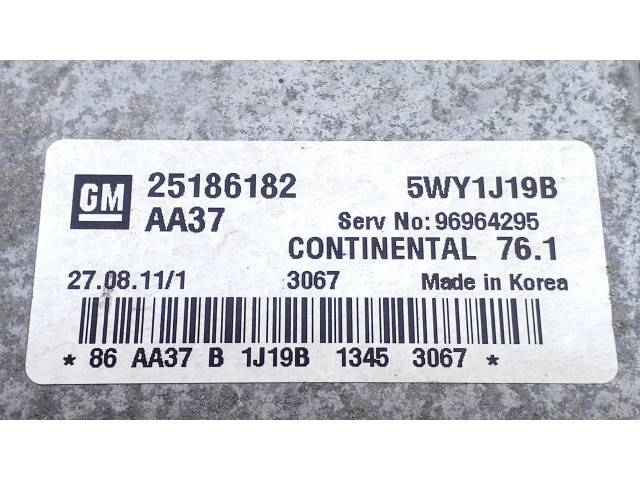 GM 25186182 5WY1J19B
AA37 Serv No: 96964295
CONTINENTAL 76.1
27.08.11/1 3067 Made in Korea
* 86 AA37 B 1J19B 1345 3067 *